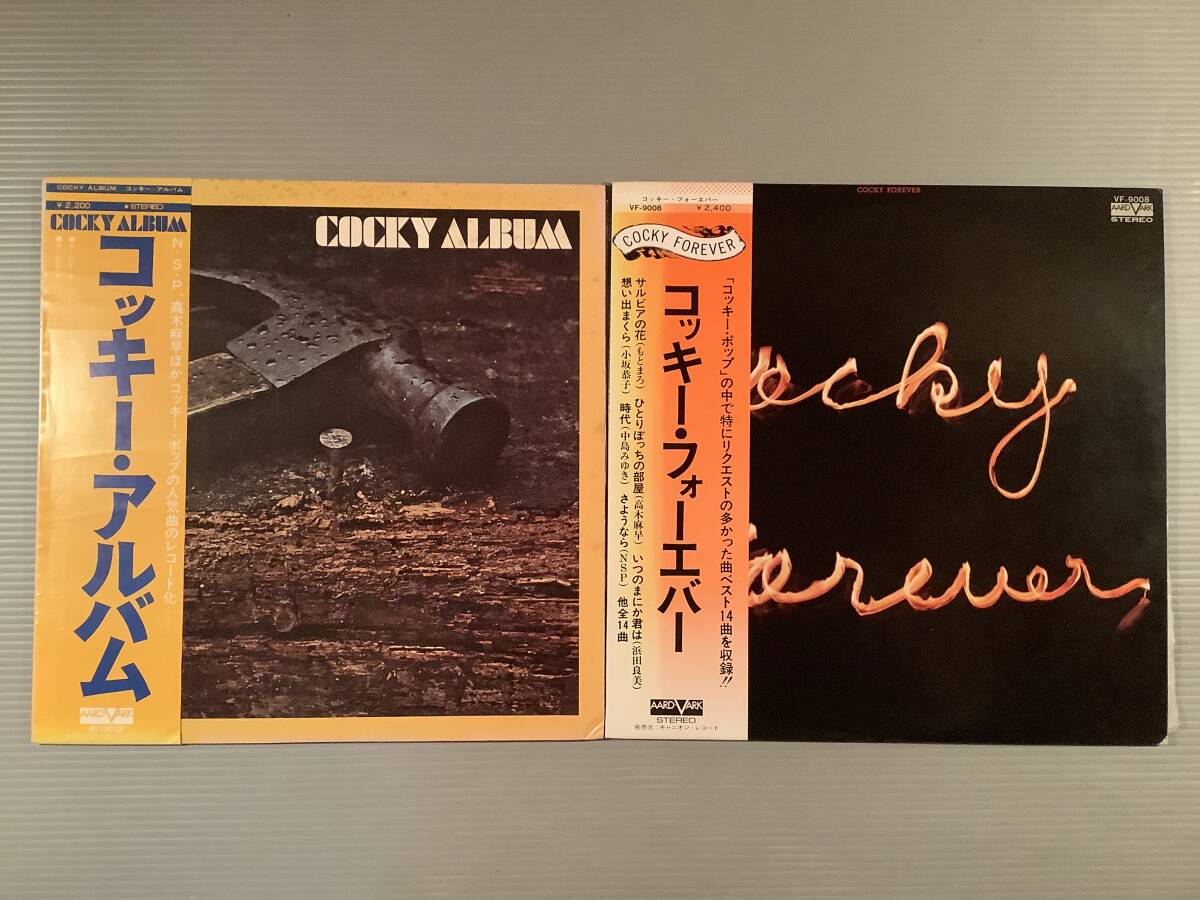 COCKY ALBUM コッキー・アルバム
¥2,200 ★STEREO
COCKY ALBUM
コッキー・アルバム
N・S・P、高木麻早ほかコッキー・ポップの人気曲のレコード化
AARDVARK
COCKY ALBUM
コッキー・フォーエバー
VF-9008 ¥2,400
COCKY FOREVER
コッキー・フォーエバー
「コッキー・ポップ」の中で特にリクエストの多かった曲ベスト14曲を収録!!
サルビアの花(もとまろ) ひとりぼっちの部屋(高木麻早) いつのまにか君は(浜田良美)
想い出まくら(小坂恭子) 時代(中島みゆき) さようなら(NSP) 他全14曲
AARDVARK
STEREO
発売元:キャニオン・レコード
COCKY FOREVER
VF-9008
AARDVARK
STEREO
ocky
orever